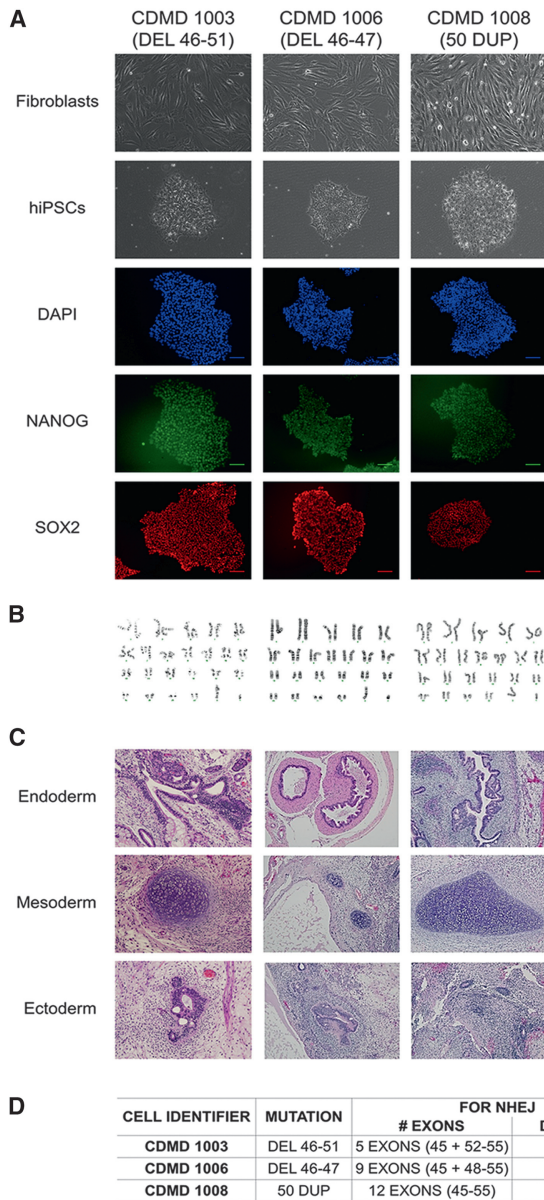 A
CDMD 1003 CDMD 1006 CDMD 1008
(DEL 46-51) (DEL 46-47) (50 DUP)
Fibroblasts
hiPSCs
DAPI
NANOG
SOX2
B
C
Endoderm
Mesoderm
Ectoderm
D
CELL IDENTIFIER MUTATION FOR NHEJ
# EXONS D
CDMD 1003 DEL 46-51 5 EXONS (45 + 52-55)
CDMD 1006 DEL 46-47 9 EXONS (45 + 48-55)
CDMD 1008 50 DUP 12 EXONS (45-55)